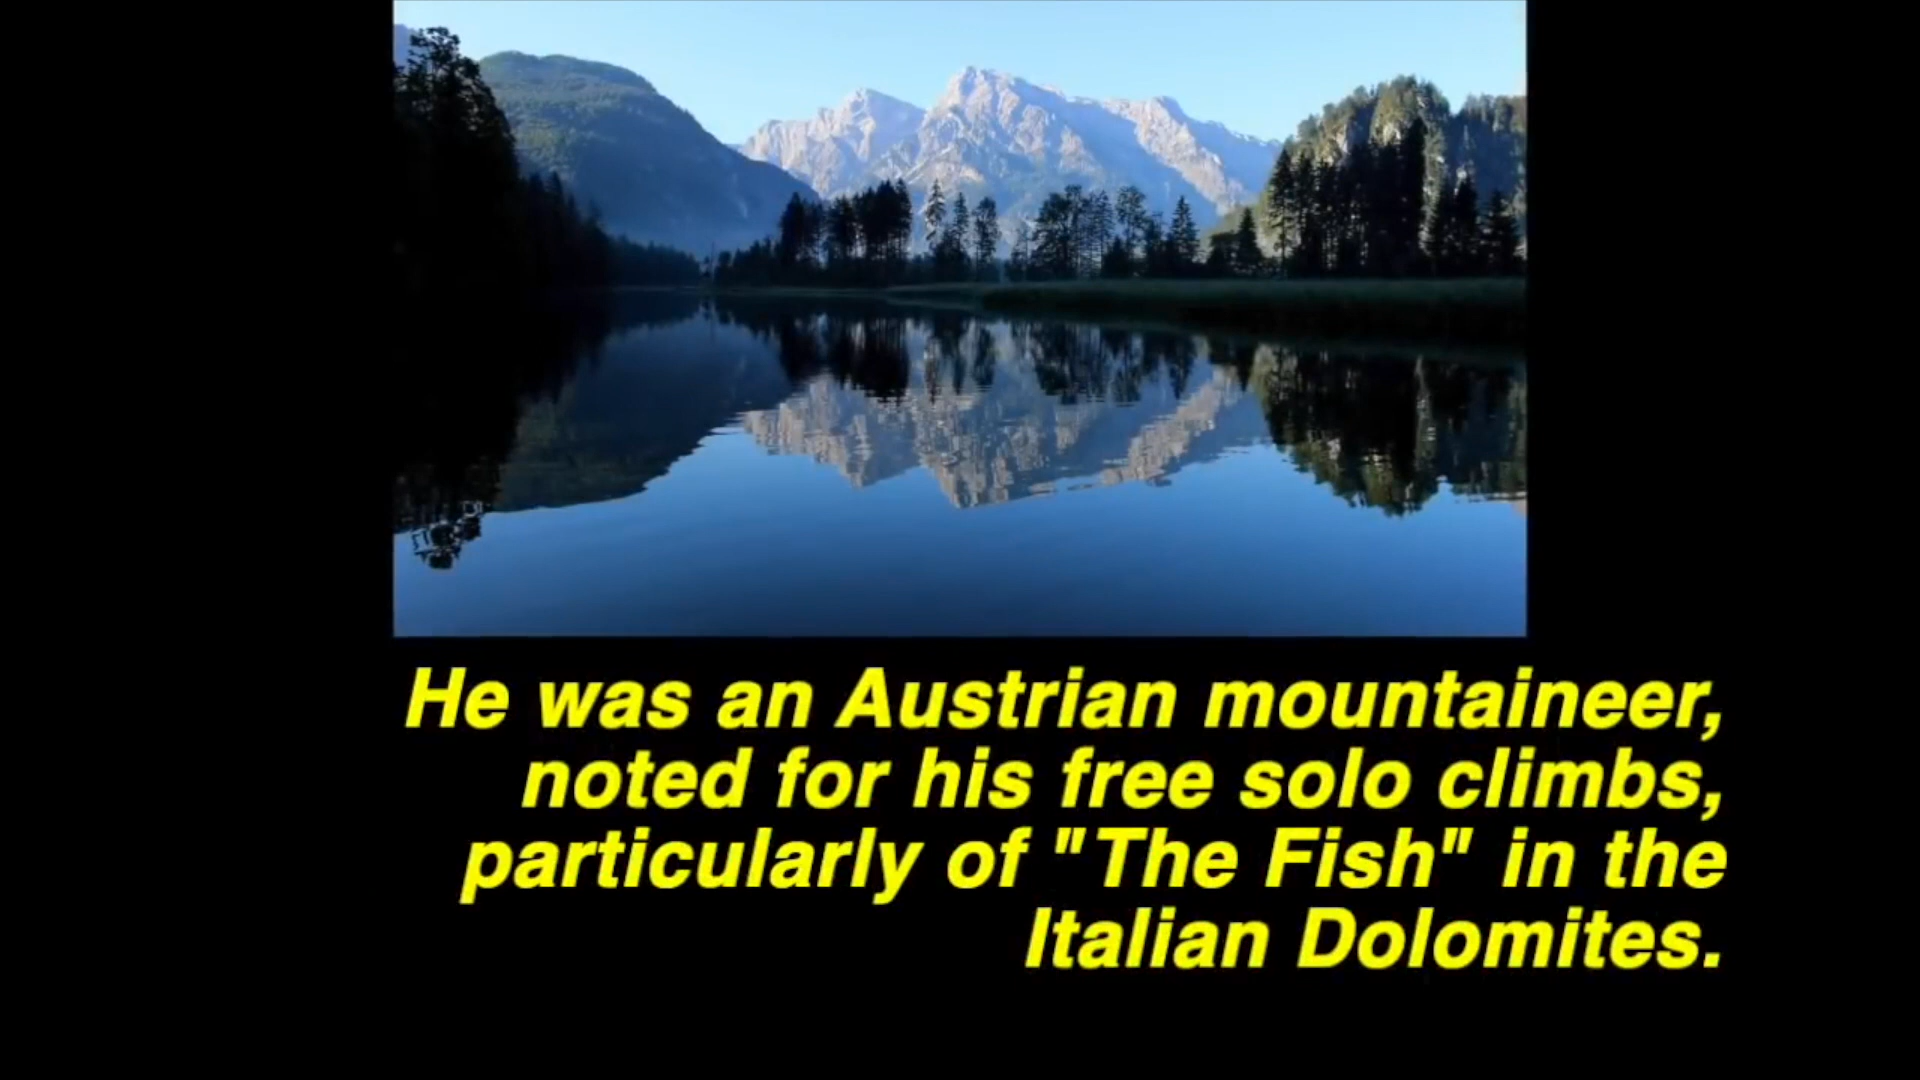 He was an Austrian mountaineer,
noted for his free solo climbs,
particularly of "The Fish" in the
Italian Dolomites.